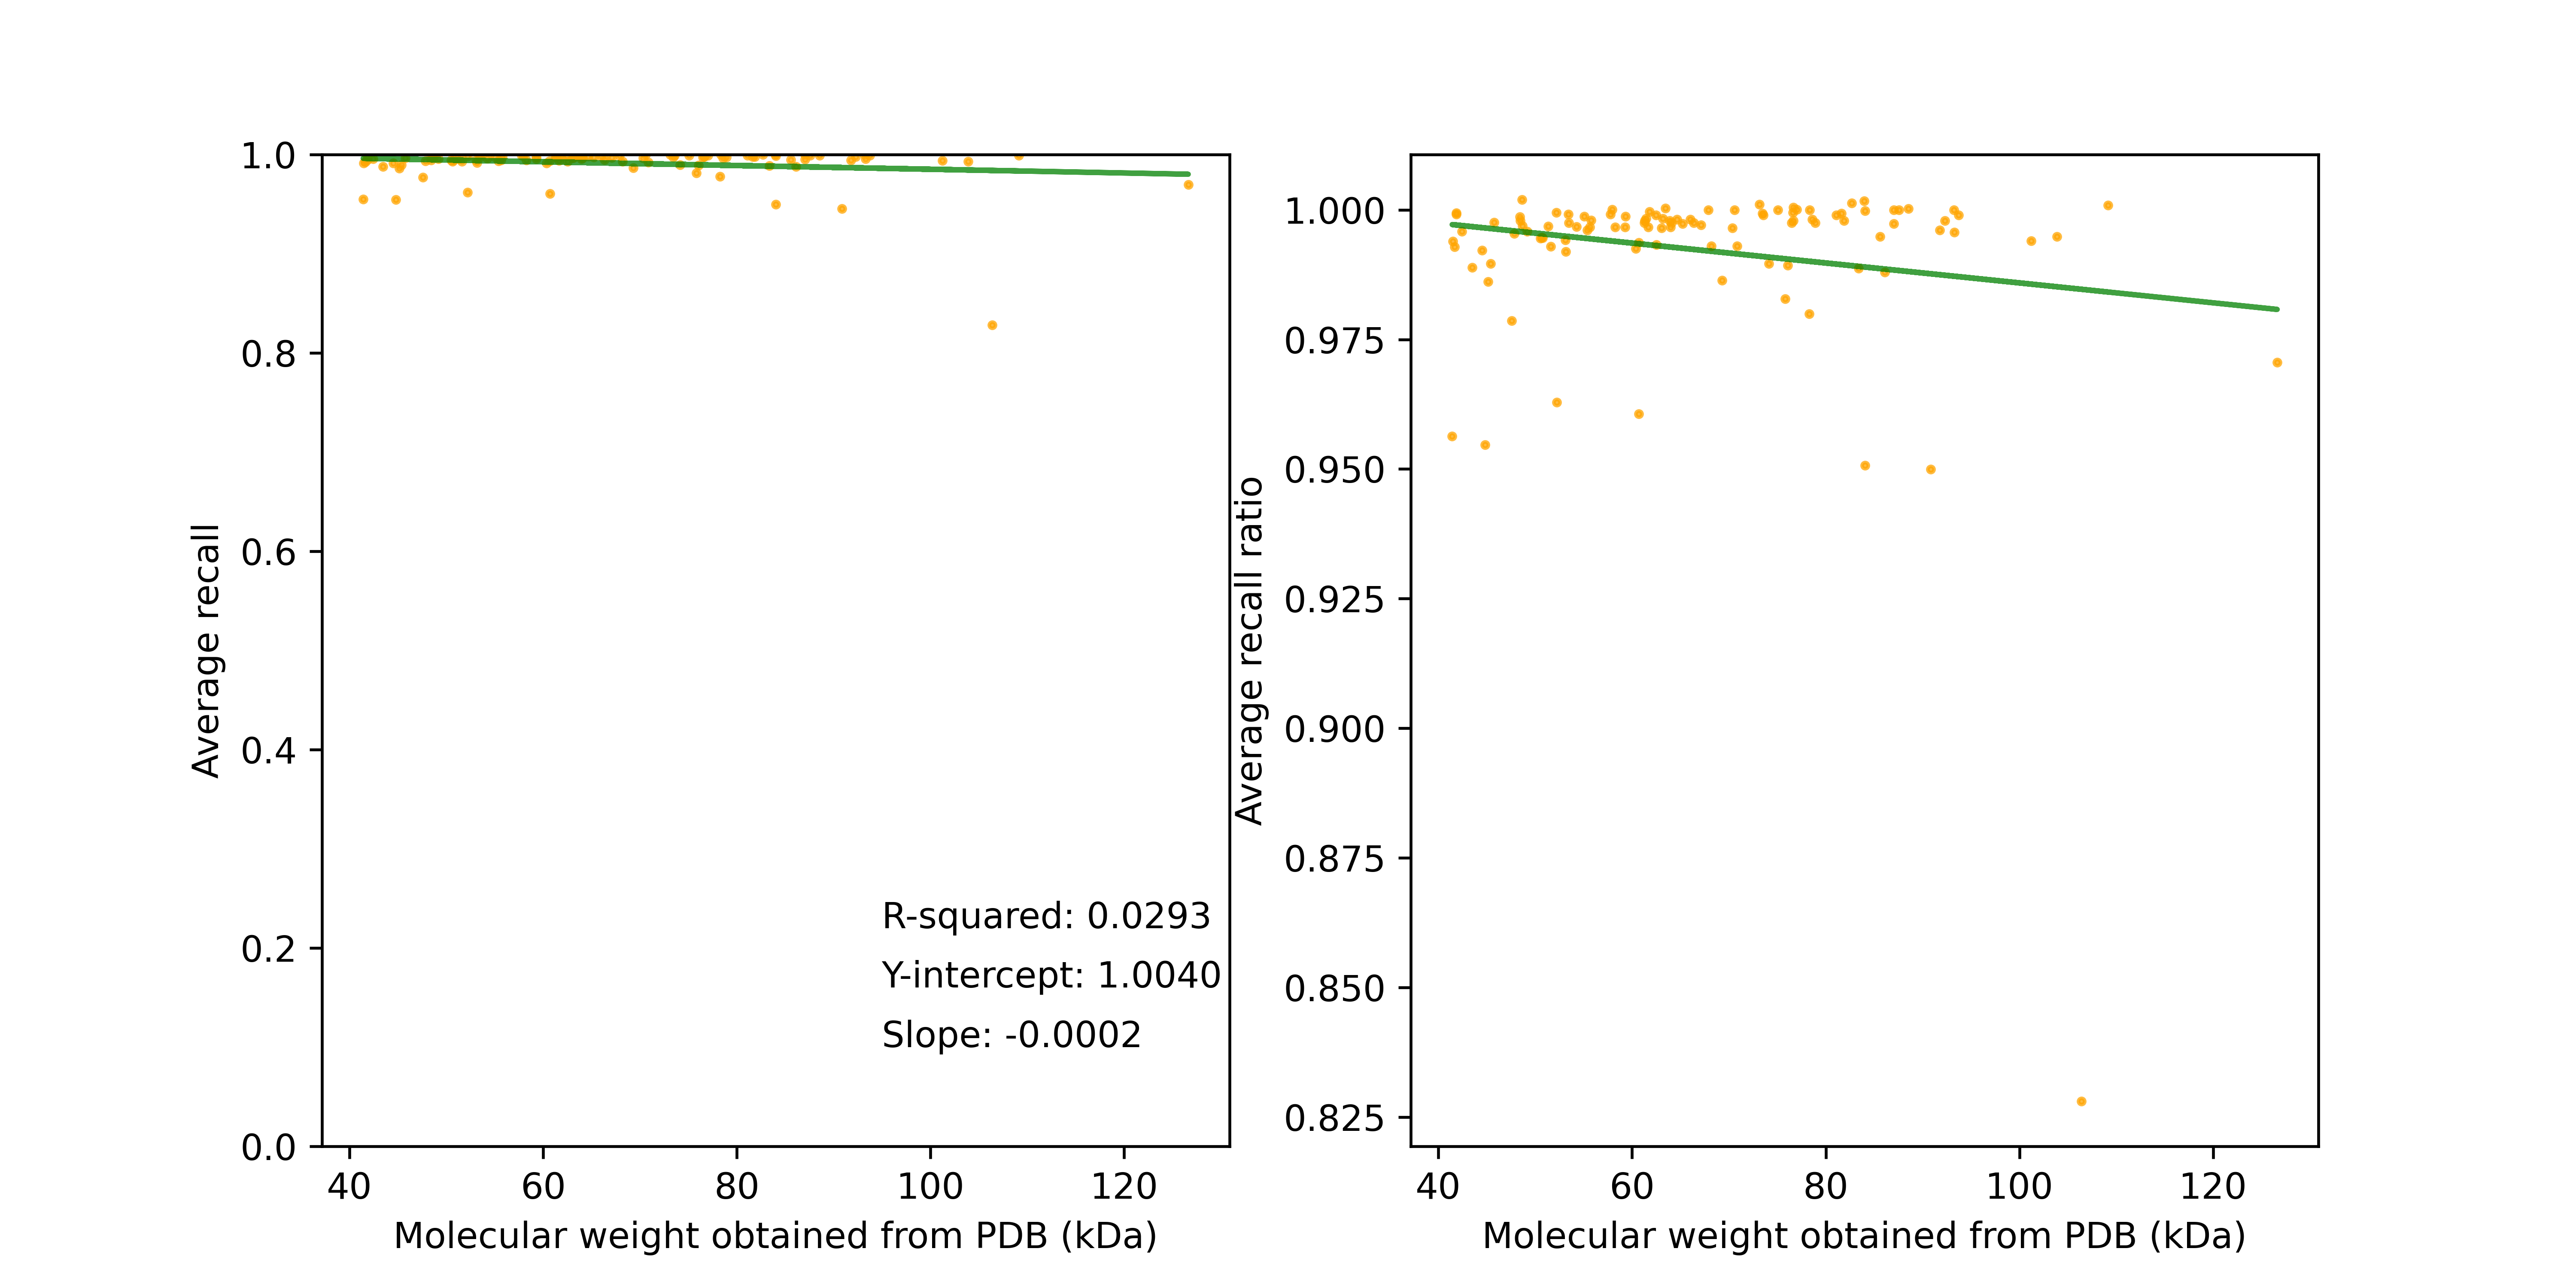 1.0
0.8
0.6
0.4
0.2
0.0
Average recall
R-squared: 0.0293
Y-intercept: 1.0040
Slope: -0.0002
40 60 80 100 120
Molecular weight obtained from PDB (kDa)
1.000
0.975
0.950
0.925
0.900
0.875
0.850
0.825
Average recall ratio
40 60 80 100 120
Molecular weight obtained from PDB (kDa)